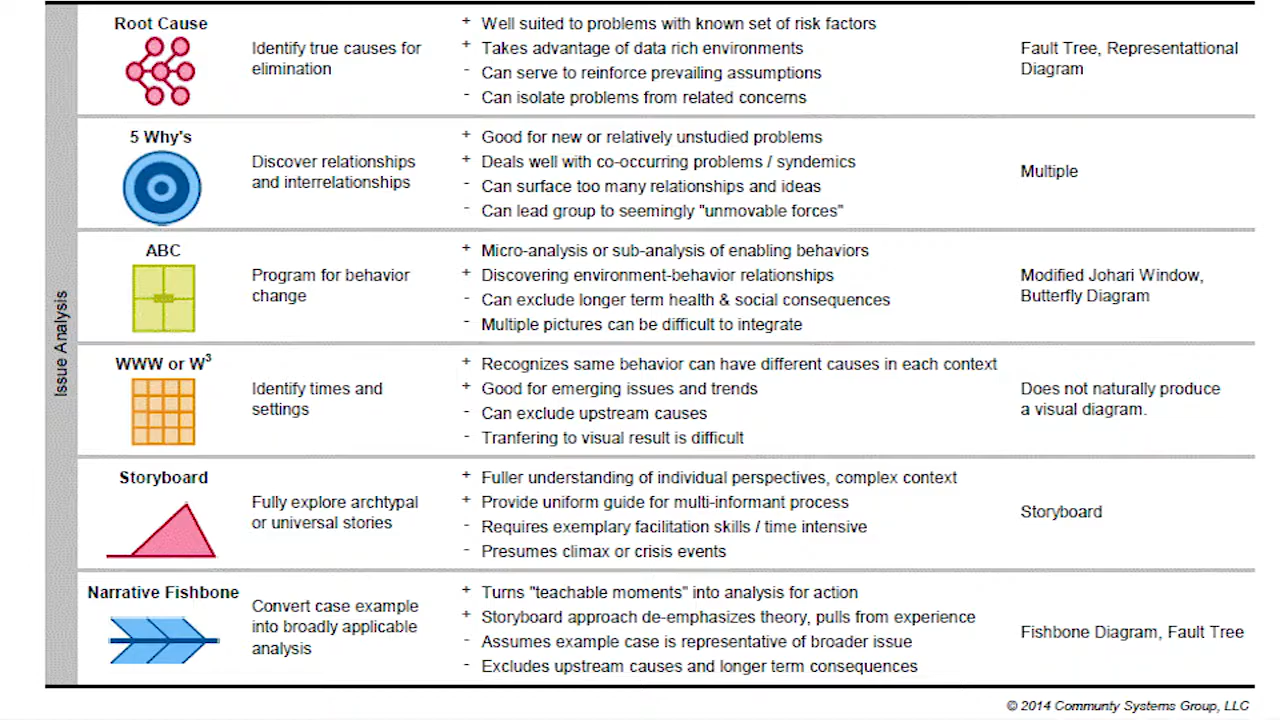 Issue Analysis
Root Cause
Identify true causes for
elimination
+ Well suited to problems with known set of risk factors
+ Takes advantage of data rich environments
- Can serve to reinforce prevailing assumptions
- Can isolate problems from related concerns
Fault Tree, Representattional
Diagram
5 Why's
Discover relationships
and interrelationships
+ Good for new or relatively unstudied problems
+ Deals well with co-occurring problems / syndemics
- Can surface too many relationships and ideas
- Can lead group to seemingly "unmovable forces"
Multiple
ABC
Program for behavior
change
+ Micro-analysis or sub-analysis of enabling behaviors
+ Discovering environment-behavior relationships
- Can exclude longer term health & social consequences
- Multiple pictures can be difficult to integrate
Modified Johari Window,
Butterfly Diagram
WWW or W³
Identify times and
settings
+ Recognizes same behavior can have different causes in each context
+ Good for emerging issues and trends
- Can exclude upstream causes
- Tranfering to visual result is difficult
Does not naturally produce
a visual diagram.
Storyboard
Fully explore archtypal
or universal stories
+ Fuller understanding of individual perspectives, complex context
+ Provide uniform guide for multi-informant process
- Requires exemplary facilitation skills / time intensive
- Presumes climax or crisis events
Storyboard
Narrative Fishbone
Convert case example
into broadly applicable
analysis
+ Turns "teachable moments" into analysis for action
+ Storyboard approach de-emphasizes theory, pulls from experience
- Assumes example case is representative of broader issue
- Excludes upstream causes and longer term consequences
Fishbone Diagram, Fault Tree
© 2014 Communty Systems Group, LLC